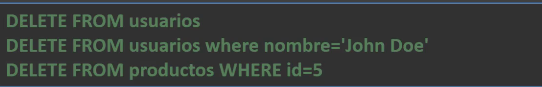 DELETE FROM usuarios
DELETE FROM usuarios where nombre='John Doe'
DELETE FROM productos WHERE id=5